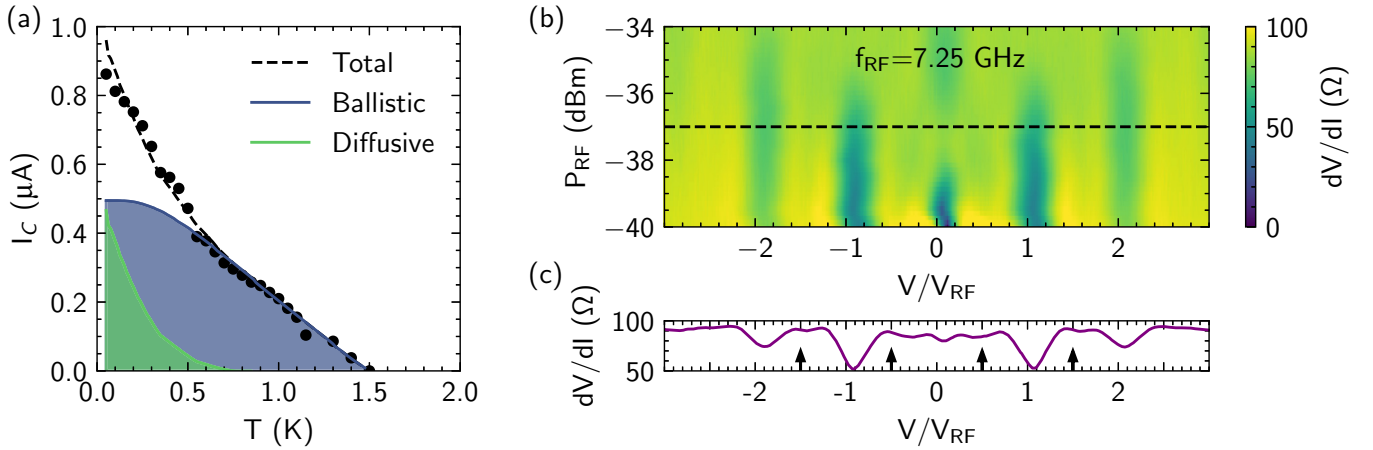 (a)
1.0
0.8
0.6
0.4
0.2
0.0
I_C (μA)
0.0 0.5 1.0 1.5 2.0
T (K)
Total
Ballistic
Diffusive
(b)
−34
−36
−38
−40
P_RF (dBm)
f_RF=7.25 GHz
−2 −1 0 1 2
V/V_RF
100
50
0
dV/dI (Ω)
(c)
100
50
dV/dI (Ω)
-2 -1 0 1 2
V/V_RF